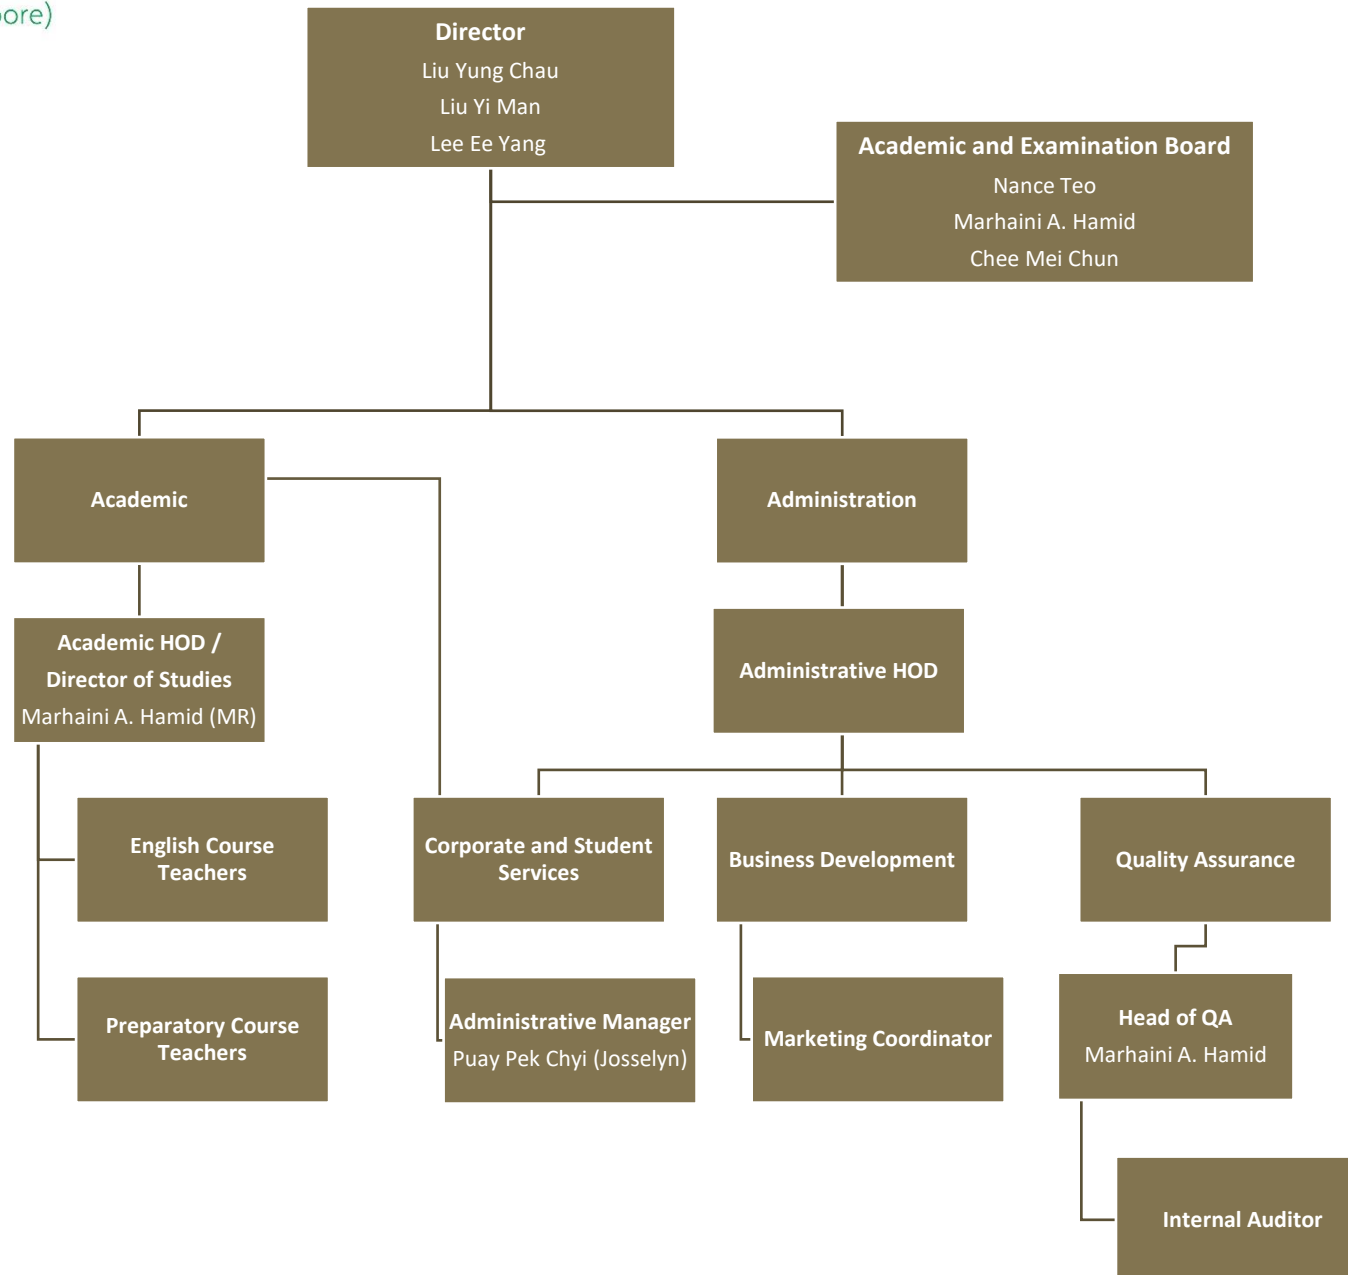 Director
Liu Yung Chau
Liu Yi Man
Lee Ee Yang
Academic and Examination Board
Nance Teo
Marhaini A. Hamid
Chee Mei Chun
Academic
Administration
Academic HOD /
Director of Studies
Marhaini A. Hamid (MR)
Administrative HOD
English Course
Teachers
Corporate and Student
Services
Business Development
Quality Assurance
Preparatory Course
Teachers
Administrative Manager
Puay Pek Chyi (Josselyn)
Marketing Coordinator
Head of QA
Marhaini A. Hamid
Internal Auditor